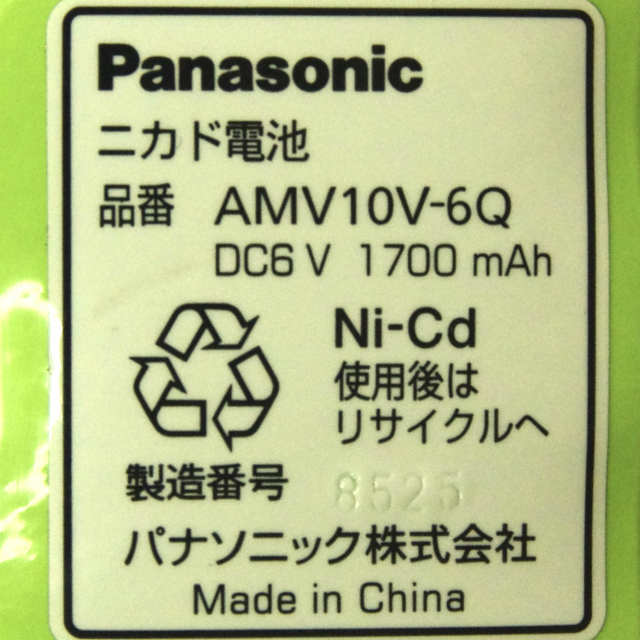 Panasonic
ニカド電池
品番 AMV10V-6Q
DC6V 1700 mAh
Ni-Cd
使用後は
リサイクルへ
製造番号 8525
パナソニック株式会社
Made in China